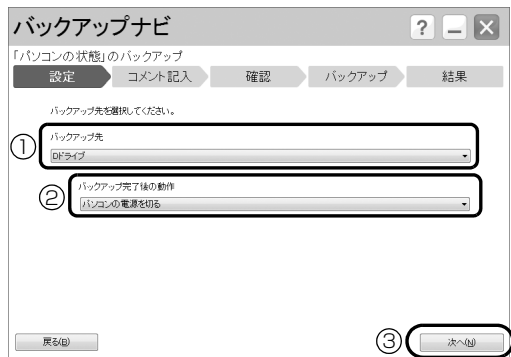 バックアップナビ
?
「パソコンの状態」のバックアップ
設定 コメント記入 確認 バックアップ 結果
バックアップ先を選択してください。
① バックアップ先
Dドライブ
② バックアップ完了後の動作
パソコンの電源を切る
戻る(B) ③ 次へ(N)